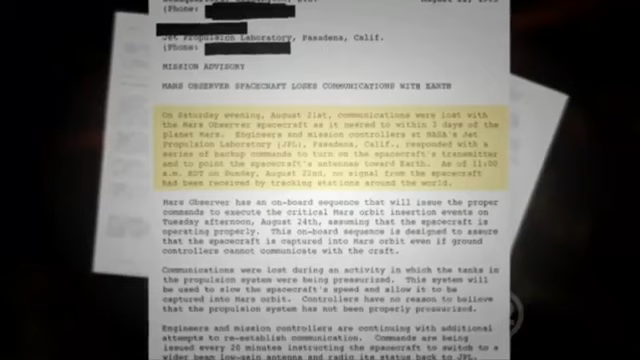 (Phone:
Jet Propulsion Laboratory, Pasadena, Calif.
(Phone:
MISSION ADVISORY
MARS OBSERVER SPACECRAFT LOSES COMMUNICATIONS WITH EARTH
On Saturday evening, August 21st, communications were lost with
the Mars Observer spacecraft as it neared to within 3 days of the
planet Mars. Engineers and mission controllers at NASA's Jet
Propulsion Laboratory (JPL), Pasadena, Calif., responded with a
series of backup commands to turn on the spacecraft's transmitter
and to point the spacecraft's antennas toward Earth. As of 11:00
a.m. EDT on Sunday, August 22nd, no signal from the spacecraft
had been received by tracking stations around the world.
Mars Observer has an on-board sequence that will issue the proper
commands to execute the critical Mars orbit insertion events on
Tuesday afternoon, August 24th, assuming that the spacecraft is
operating properly. This on-board sequence is designed to assure
that the spacecraft is captured into Mars orbit even if ground
controllers cannot communicate with the craft.
Communications were lost during an activity in which the tanks in
the propulsion system were being pressurized. This system will
be used to slow the spacecraft's speed and allow it to be
captured into Mars orbit. Controllers have no reason to believe
that the propulsion system has not been properly pressurized.
Engineers and mission controllers are continuing with additional
attempts to re-establish communication. Commands are being
issued every 20 minutes instructing the spacecraft to switch to a
wider beam low-gain antenna and radio its status back to JPL.